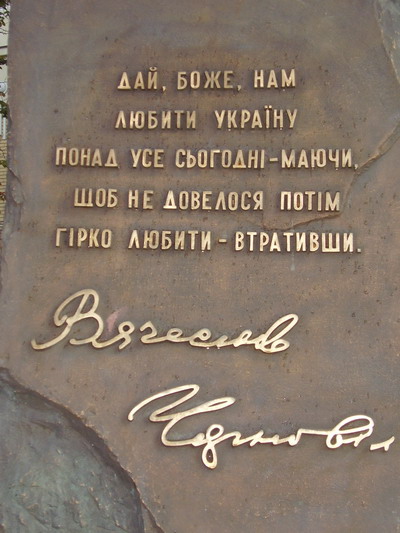 ДАЙ, БОЖЕ, НАМ
ЛЮБИТИ УКРАЇНУ
ПОНАД УСЕ СЬОГОДНІ-МАЮЧИ,
ЩОБ НЕ ДОВЕЛОСЯ ПОТІМ
ГІРКО ЛЮБИТИ - ВТРАТИВШИ.
Вячеслав
Чорновіл